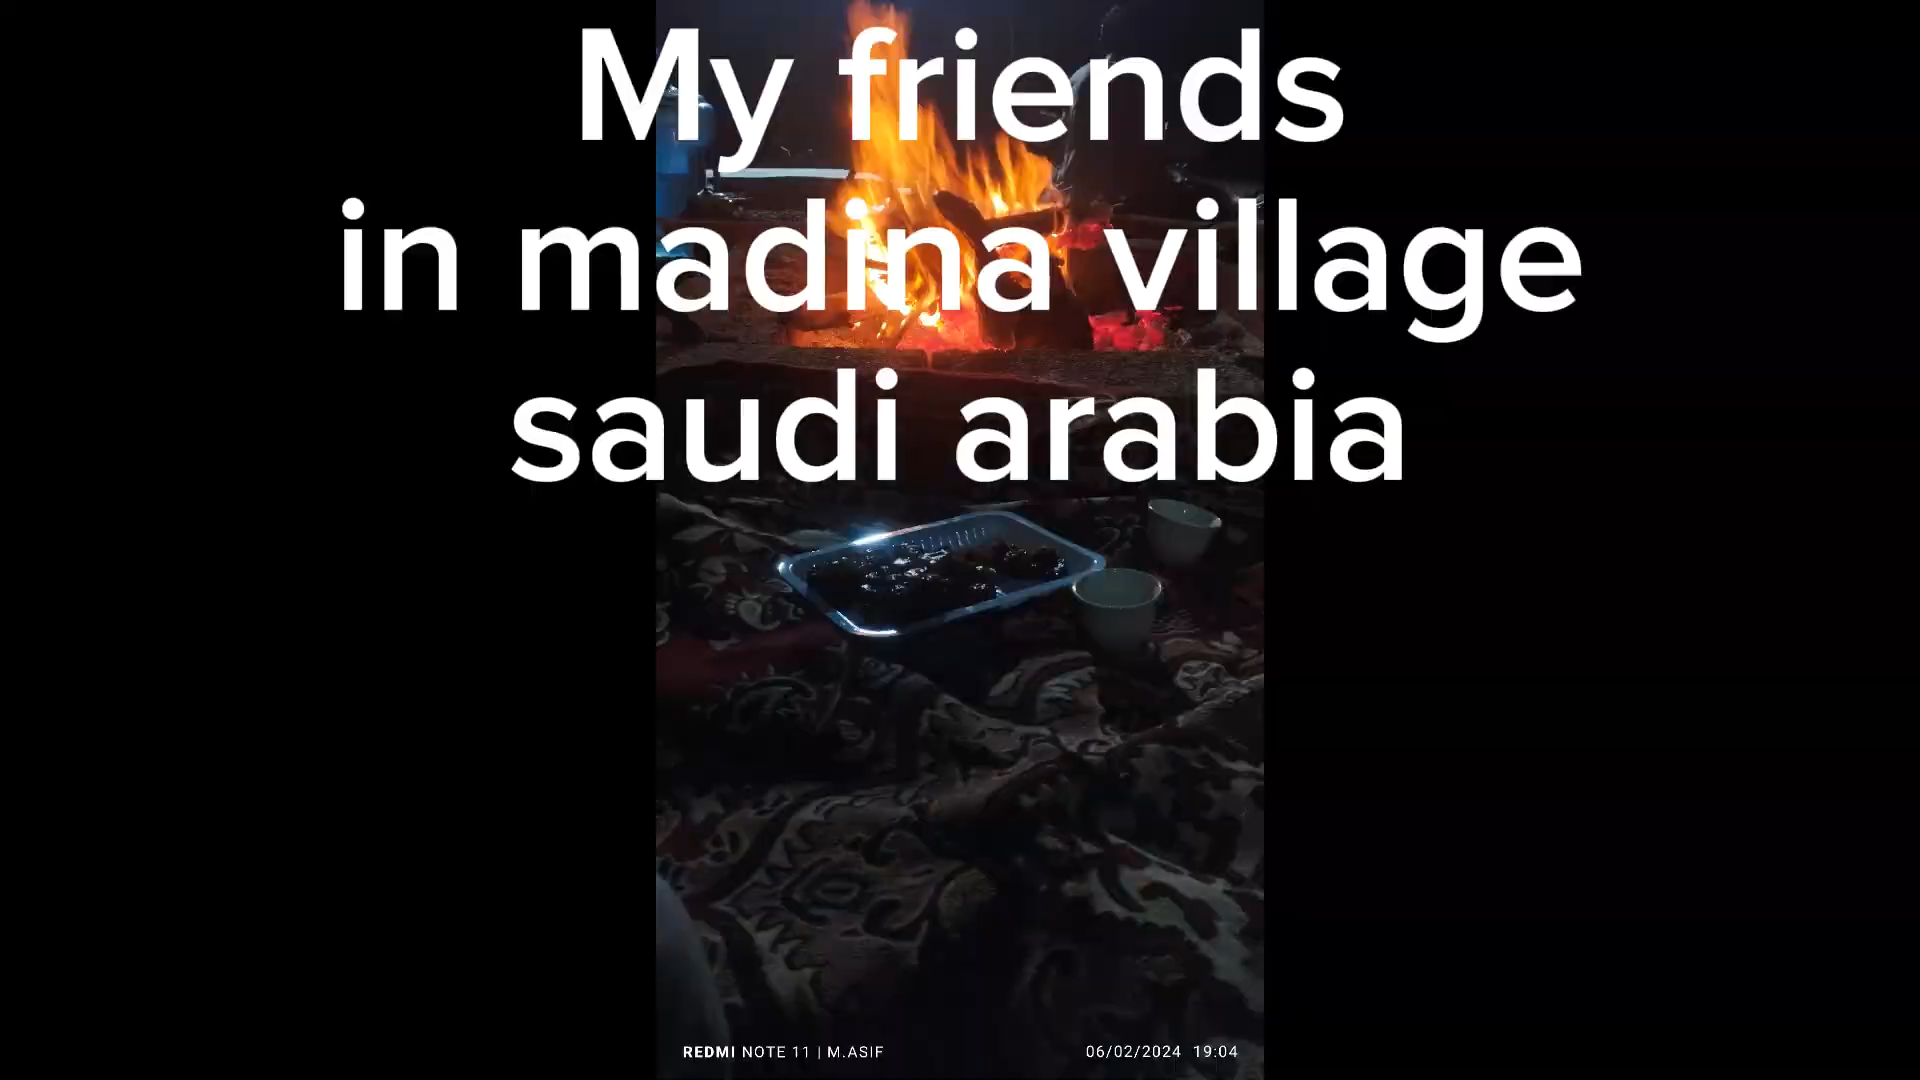 My friends
in madina village
saudi arabia
REDMI NOTE 11 | M.ASIF
06/02/2024 19:04